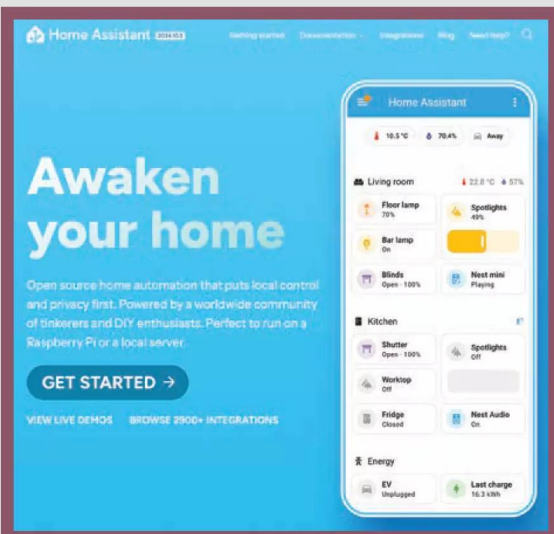 Home Assistant
Getting started Documentation Integrations Blog Need help?
Home Assistant
10.5 °C 70.4% Away
Awaken
your home
Living room 22.8 °C 57%
Floor lamp
70%
Spotlights
49%
Bar lamp
On
Blinds
Open · 100%
Nest mini
Playing
Open source home automation that puts local control
and privacy first. Powered by a worldwide community
of tinkerers and DIY enthusiasts. Perfect to run on a
Raspberry Pi or a local server.
GET STARTED →
VIEW LIVE DEMOS BROWSE 2900+ INTEGRATIONS
Kitchen
Shutter
Open · 100%
Spotlights
Off
Worktop
Off
Fridge
Closed
Nest Audio
On
Energy
EV
Unplugged
Last charge
16.3 kWh